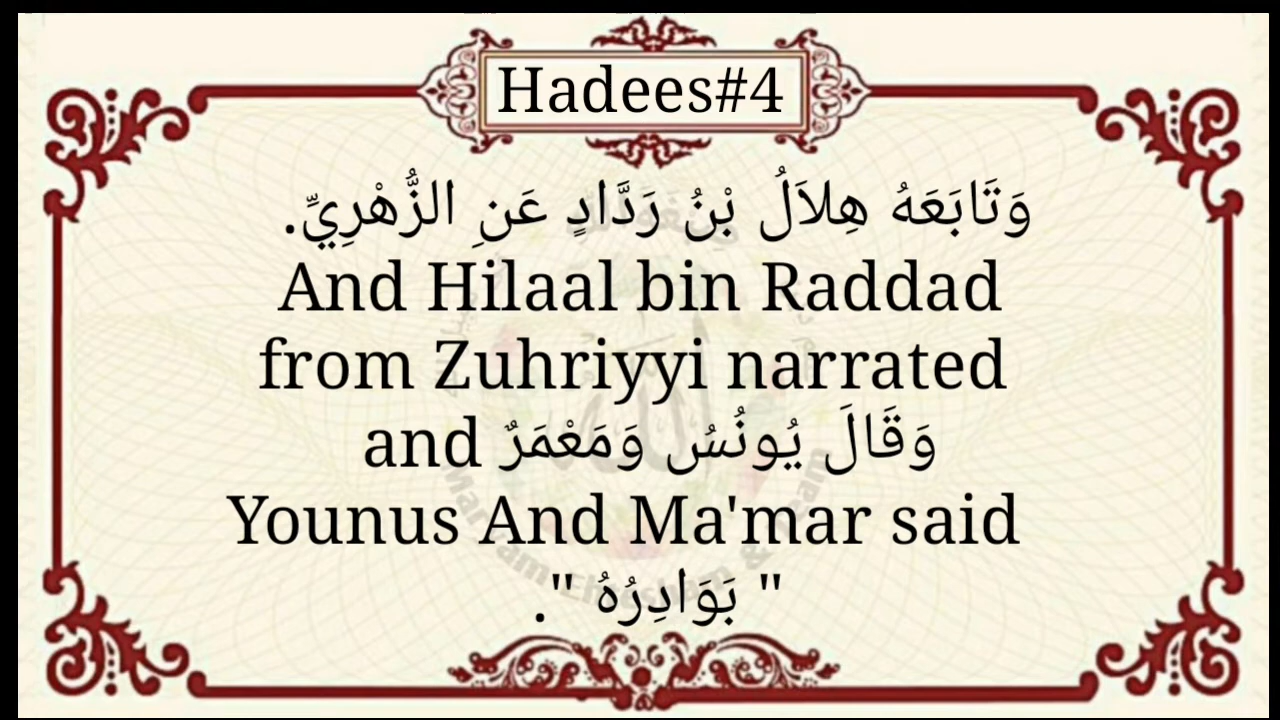 Hadees#4
وَتَابَعَهُ هِلاَلُ بْنُ رَدَّادٍ عَنِ الزُّهْرِيِّ.
And Hilaal bin Raddad
from Zuhriyyi narrated
and وَقَالَ يُونُسُ وَمَعْمَرٌ
Younus And Ma'mar said
" بَوَادِرُهُ ".